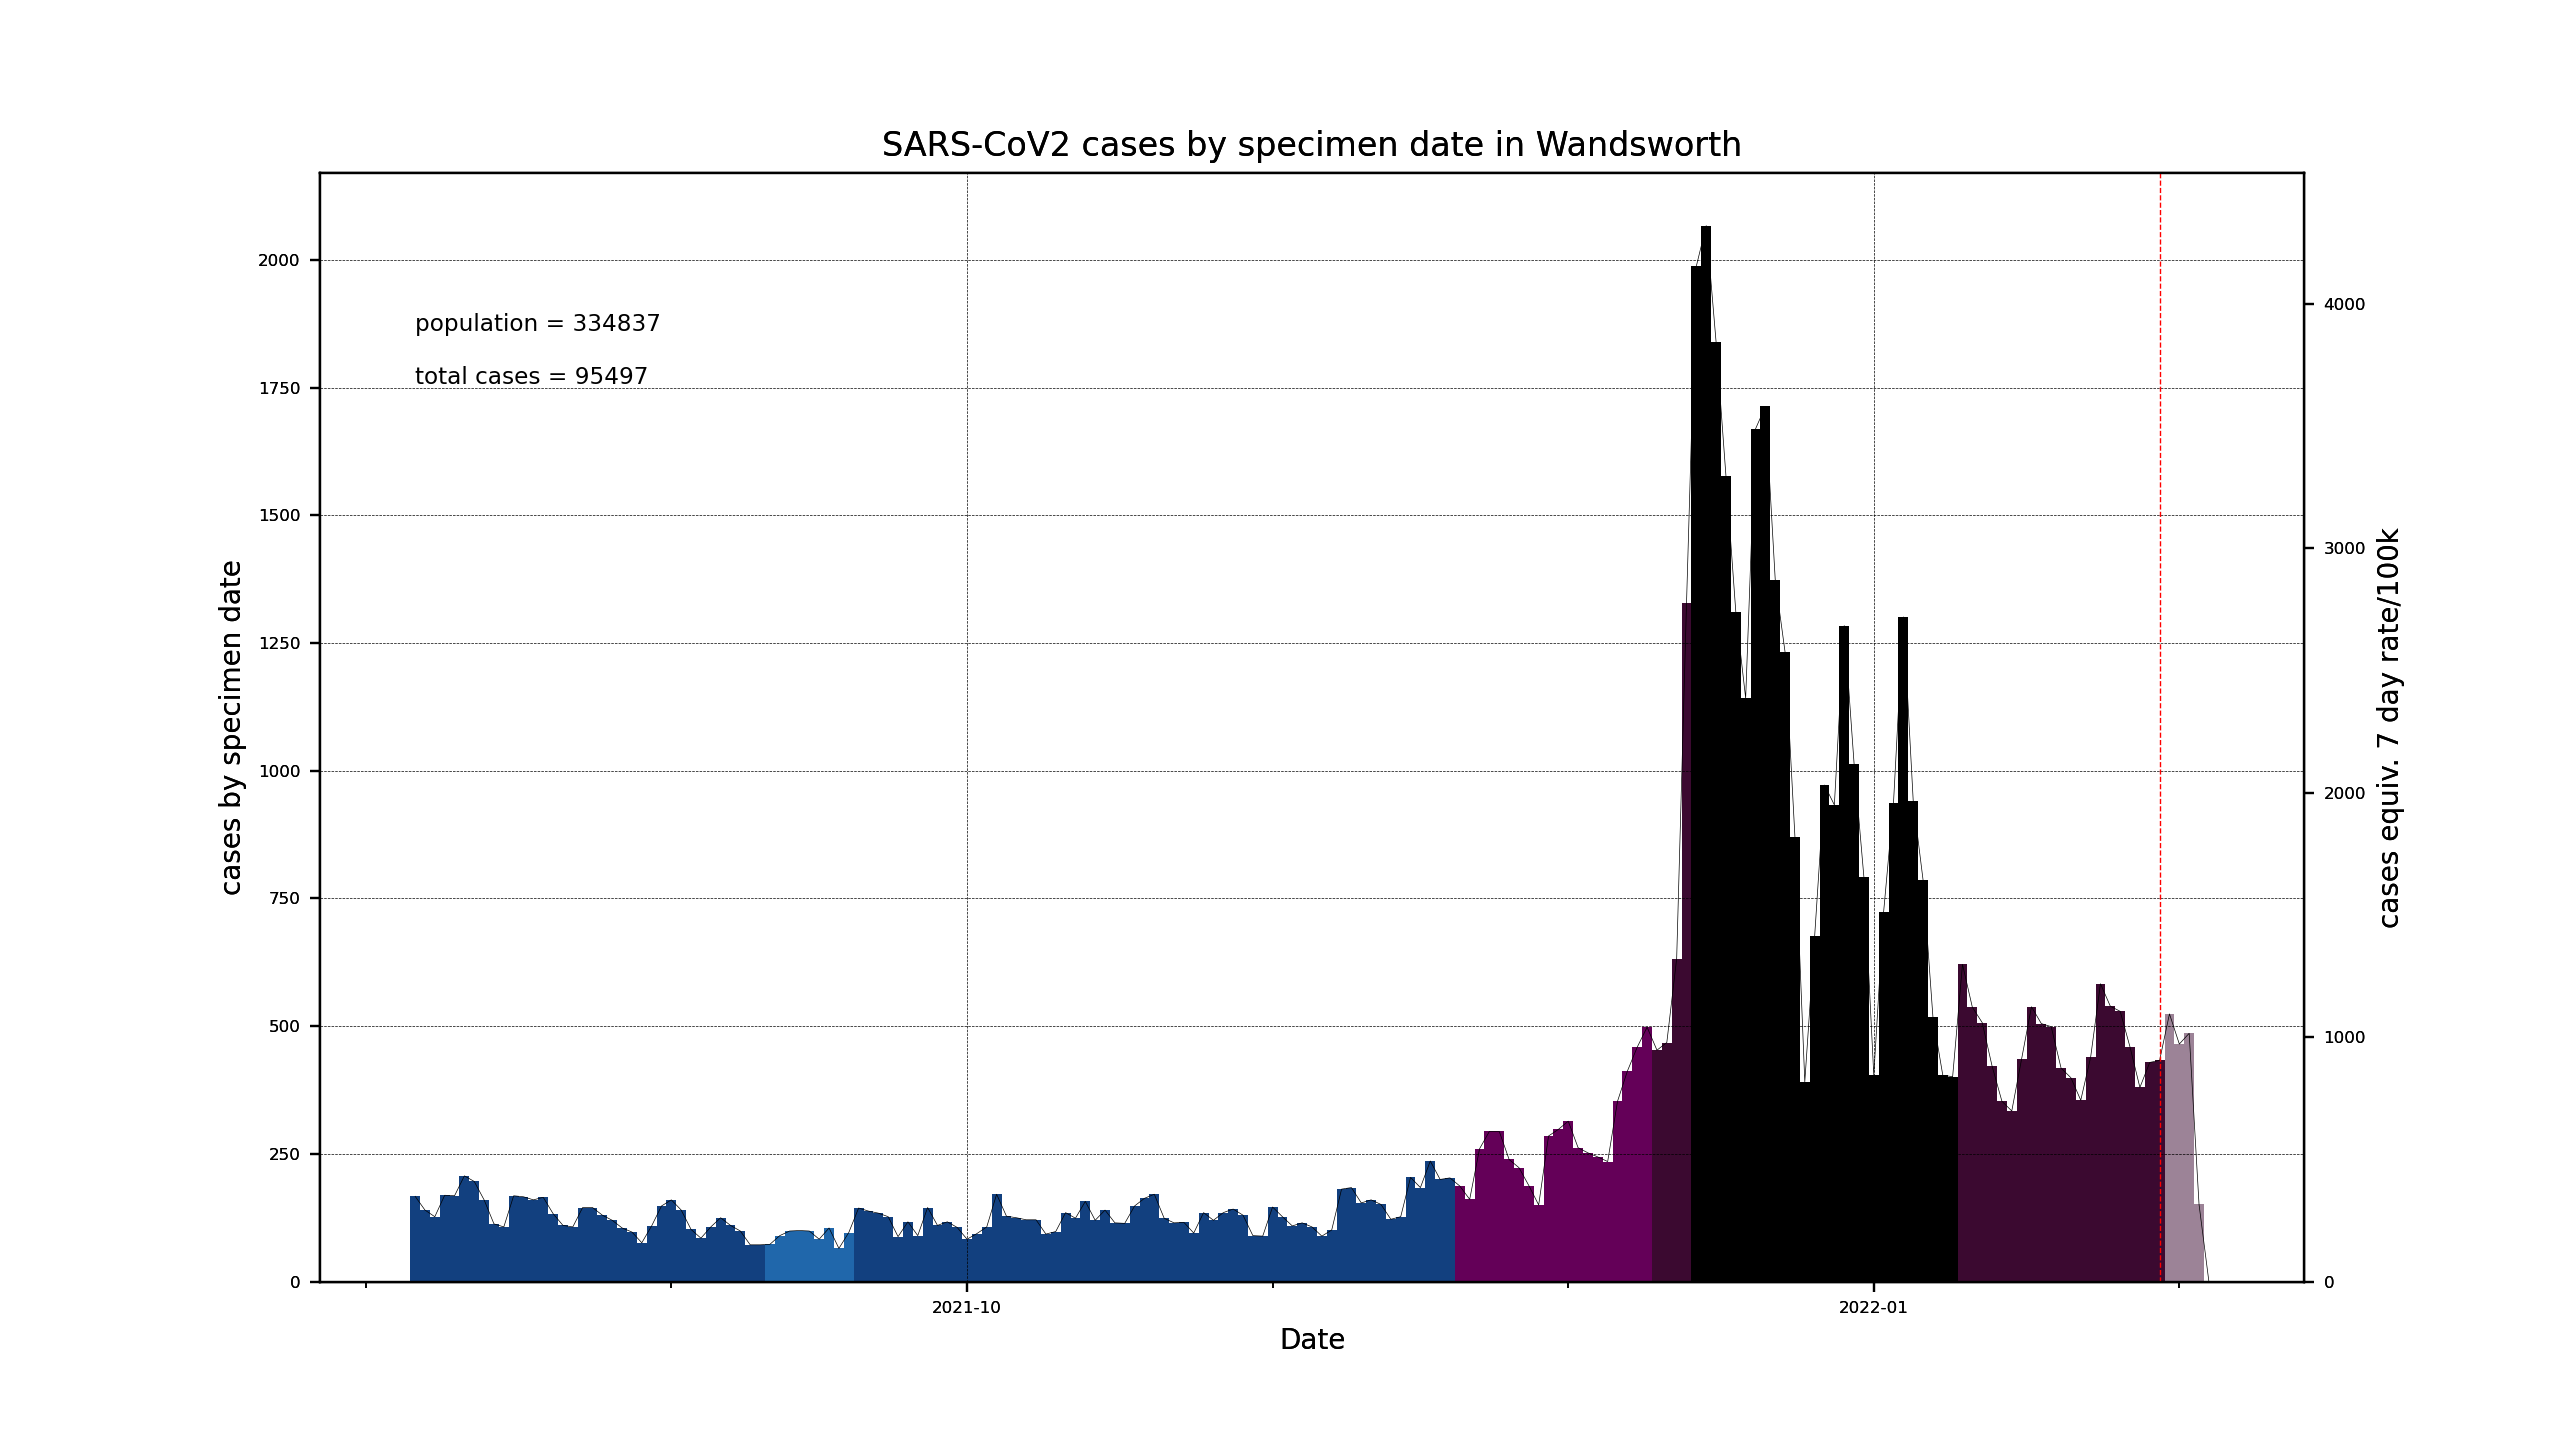 SARS-CoV2 cases by specimen date in Wandsworth
population = 334837
total cases = 95497
cases by specimen date
2000
1750
1500
1250
1000
750
500
250
0
4000
3000
2000
1000
0
cases equiv. 7 day rate/100k
2021-10
2022-01
Date